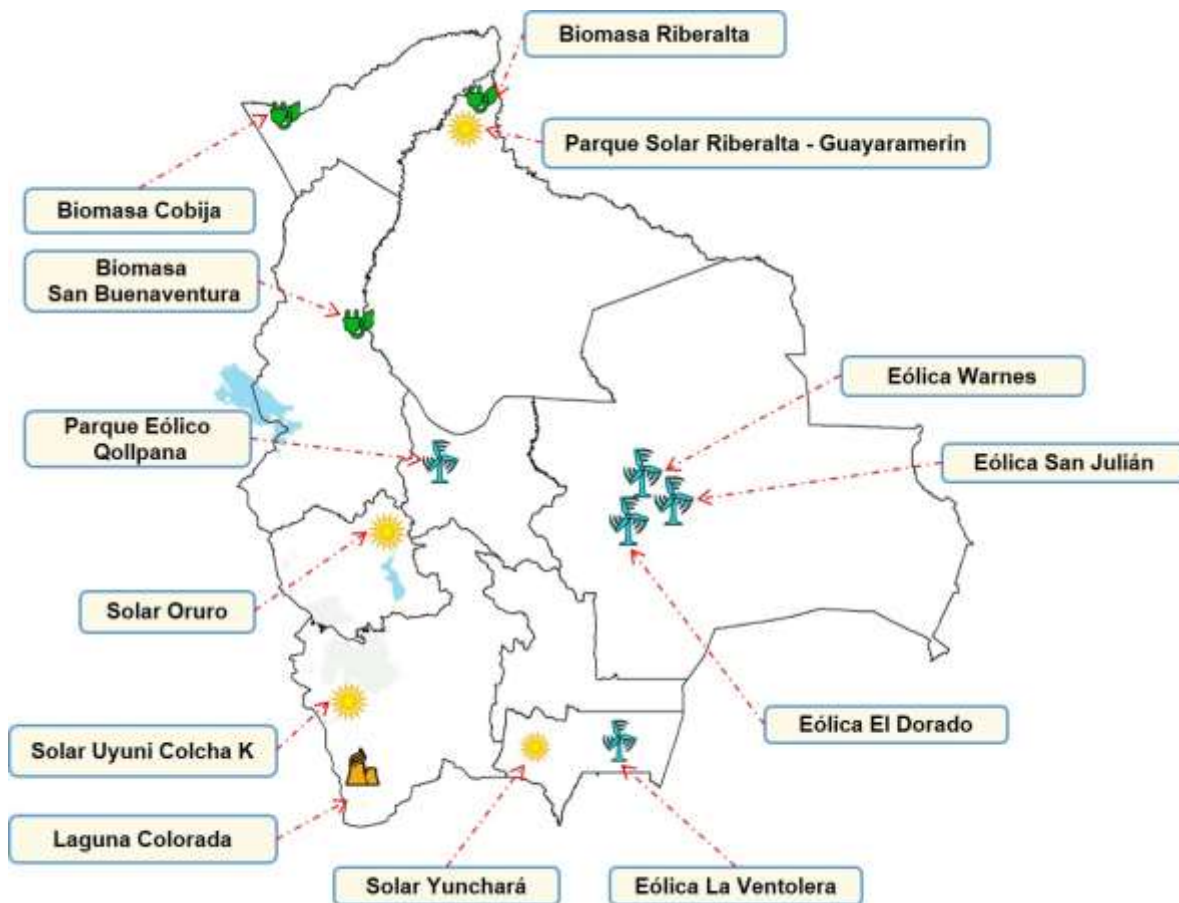 Biomasa Riberalta
Parque Solar Riberalta - Guayaramerin
Biomasa Cobija
Biomasa
San Buenaventura
Eólica Warnes
Parque Eólico
Qollpana
Eólica San Julián
Solar Oruro
Eólica El Dorado
Solar Uyuni Colcha K
Laguna Colorada
Solar Yunchará
Eólica La Ventolera